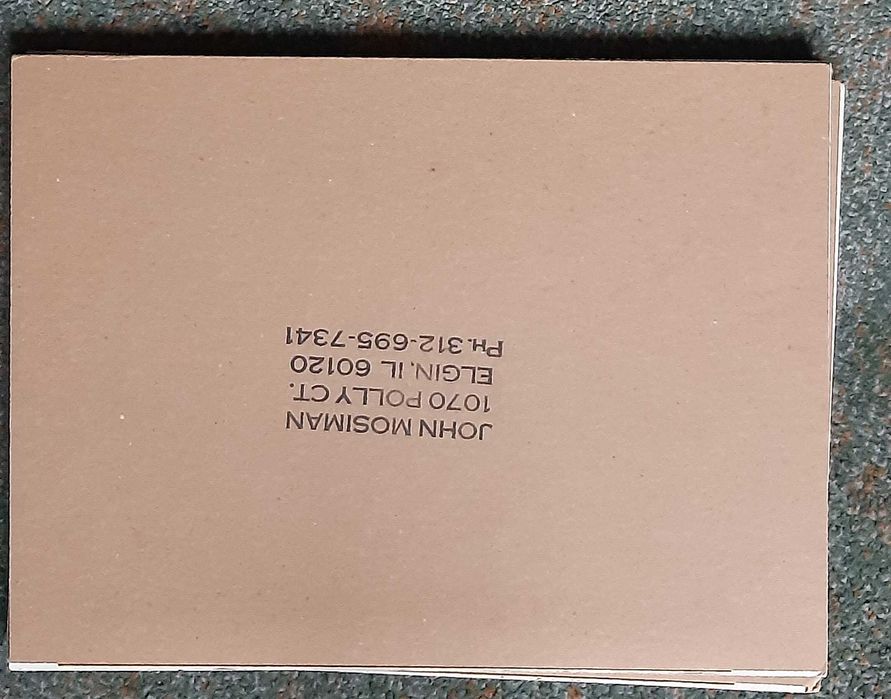 JOHN MOSIMAN
1070 POLLY CT.
ELGIN, IL 60120
PH. 312-695-7341